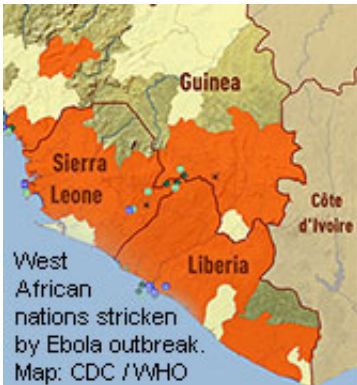 Guinea
Sierra
Leone
Côte
d'Ivoire
Liberia
West
African
nations stricken
by Ebola outbreak.
Map: CDC / WHO